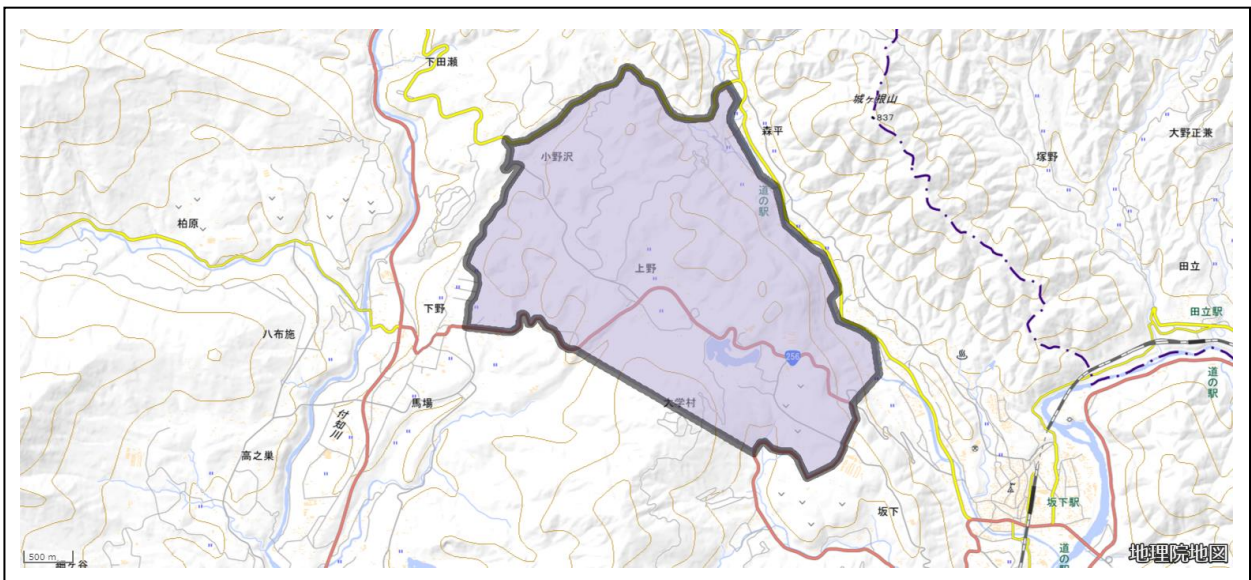 下田瀬
城ヶ根山
・837
森平
大野正兼
小野沢
塚野
道の駅
柏原
上野
田立
下野
田立駅
八布施
256
道の駅
大学村
馬場
付知川
高之巣
坂下
坂下駅
道の駅
500 m
地理院地図